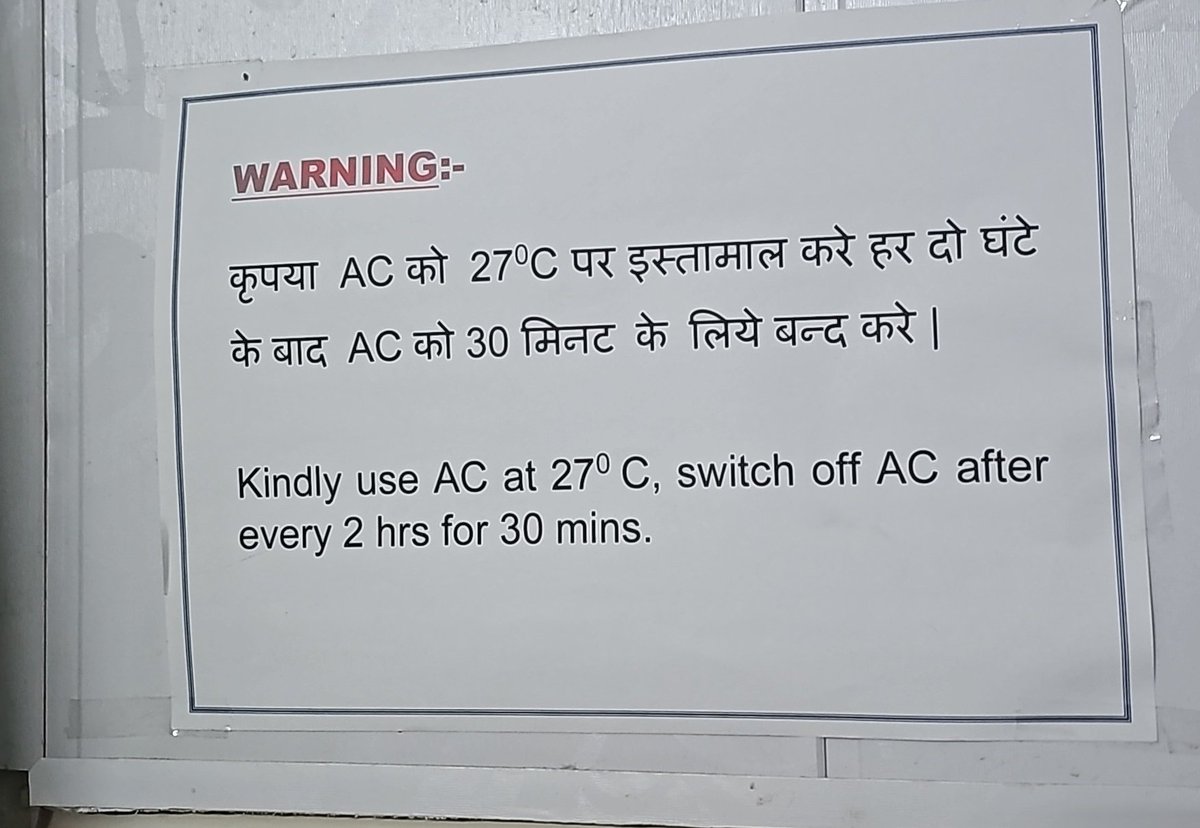 WARNING:-
कृपया AC को 27⁰C पर इस्तामाल करे हर दो घंटे
के बाद AC को 30 मिनट के लिये बन्द करे |
Kindly use AC at 27⁰ C, switch off AC after
every 2 hrs for 30 mins.